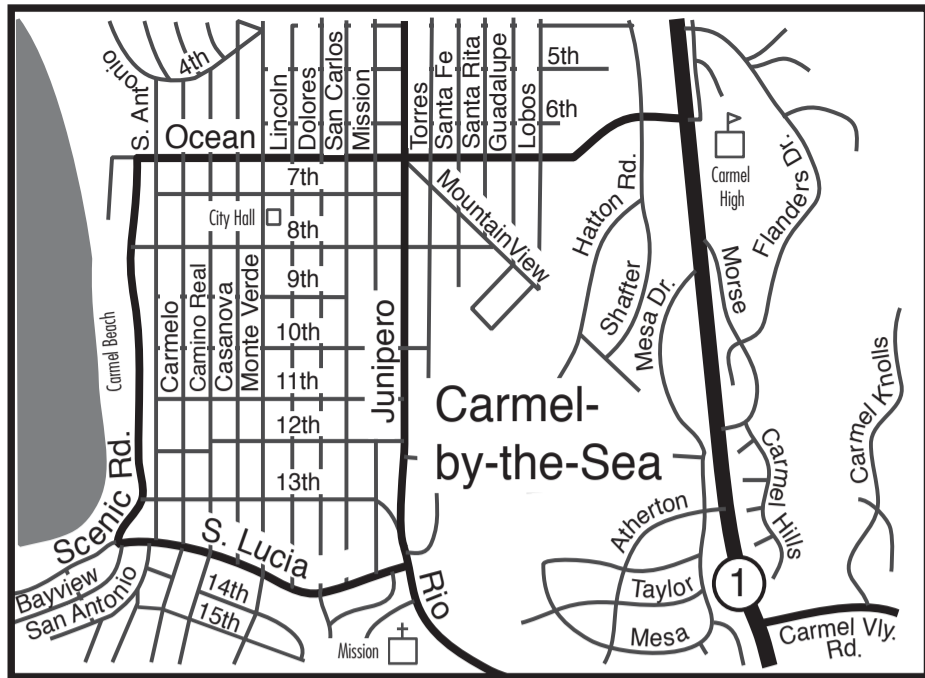 S. Antonio
4th
Lincoln
Dolores
San Carlos
Mission
Torres
Santa Fe
Santa Rita
Guadalupe
Lobos
5th
6th
Ocean
7th
City Hall
8th
Mountain View
Hatton Rd.
Carmel
High
Flanders Dr.
Carmelo
Camino Real
Casanova
Monte Verde
9th
10th
11th
12th
13th
Junipero
Shafter
Mesa Dr.
Morse
Carmel Beach
Carmel-
by-the-Sea
Carmel Knolls
Carmel Hills
Scenic Rd.
S. Lucia
Atherton
Bayview
San Antonio
14th
15th
Rio
Mission
Taylor
Mesa
1
Carmel Vly.
Rd.